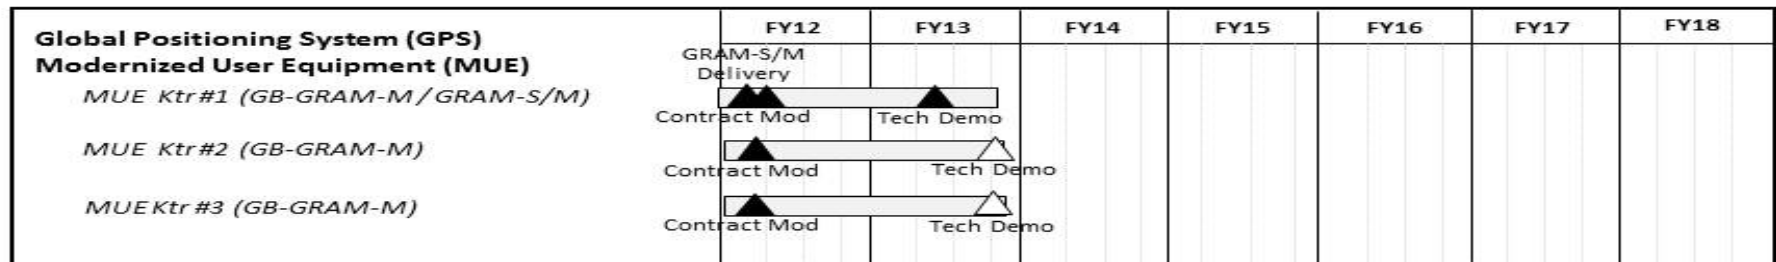 FY12 FY13 FY14 FY15 FY16 FY17 FY18
Global Positioning System (GPS)
Modernized User Equipment (MUE)
GRAM-S/M
Delivery
MUE Ktr#1 (GB-GRAM-M/GRAM-S/M)
Contract Mod Tech Demo
MUE Ktr#2 (GB-GRAM-M)
Contract Mod Tech Demo
MUE Ktr #3 (GB-GRAM-M)
Contract Mod Tech Demo